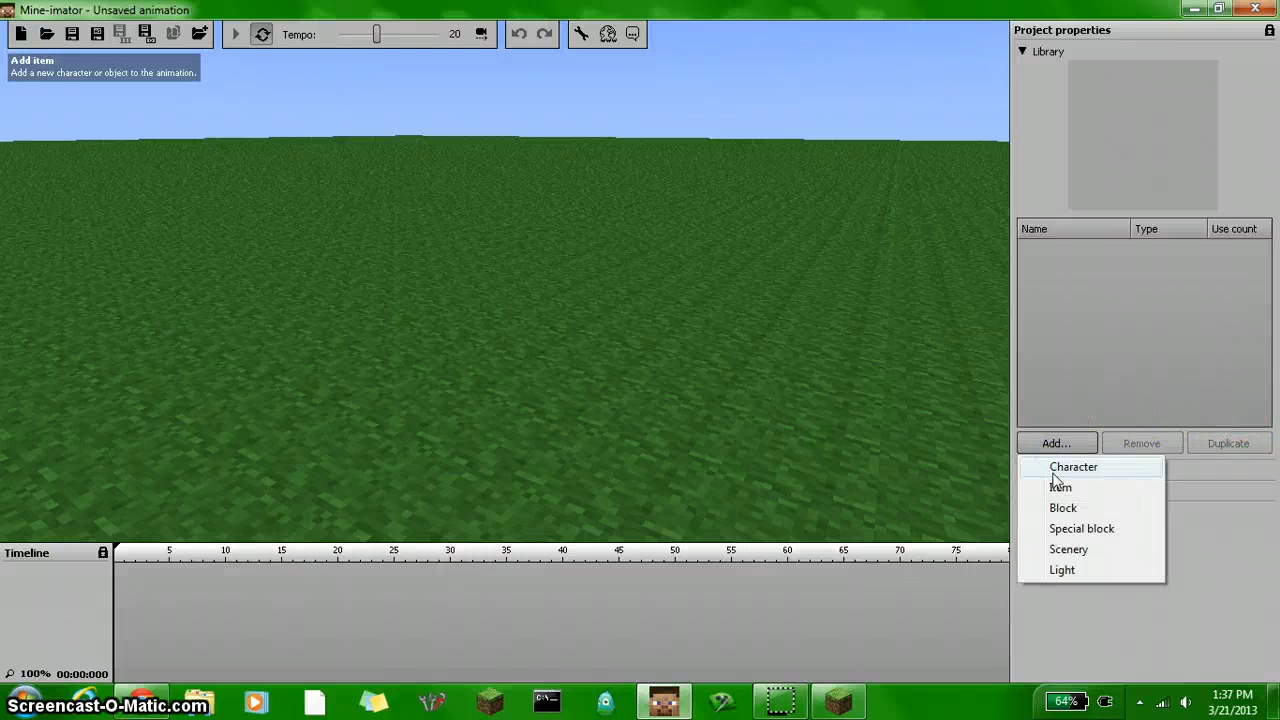 Mine-imator - Unsaved animation
Tempo: 20
Add item
Add a new character or object to the animation.
Project properties
Library
Name Type Use count
Add... Remove Duplicate
Character
Item
Block
Special block
Scenery
Light
Timeline
5 10 15 20 25 30 35 40 45 50 55 60 65 70 75
100% 00:00:000
Screencast-O-Matic.com
64%
1:37 PM
3/21/2013